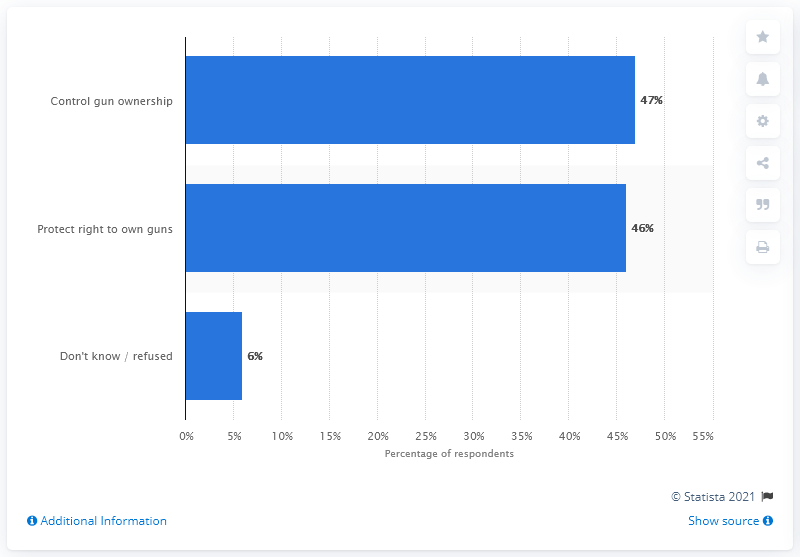 Control gun ownership
47%
Protect right to own guns
46%
Don't know / refused
6%
0% 5% 10% 15% 20% 25% 30% 35% 40% 45% 50% 55%
Percentage of respondents
© Statista 2021
Additional Information
Show source